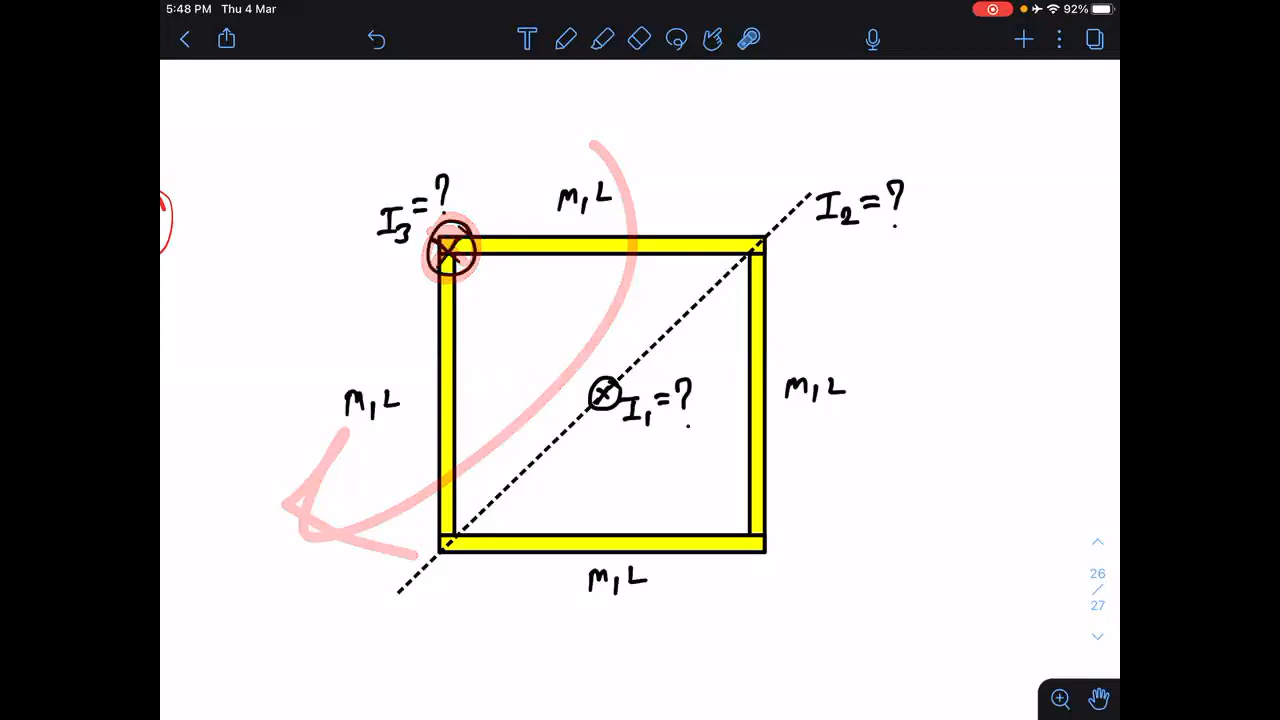 5:48 PM Thu 4 Mar
92%
T
I₃ = ?
M, L
I₂ = ?
M, L
I₁ = ?
M, L
M, L
26
/
27